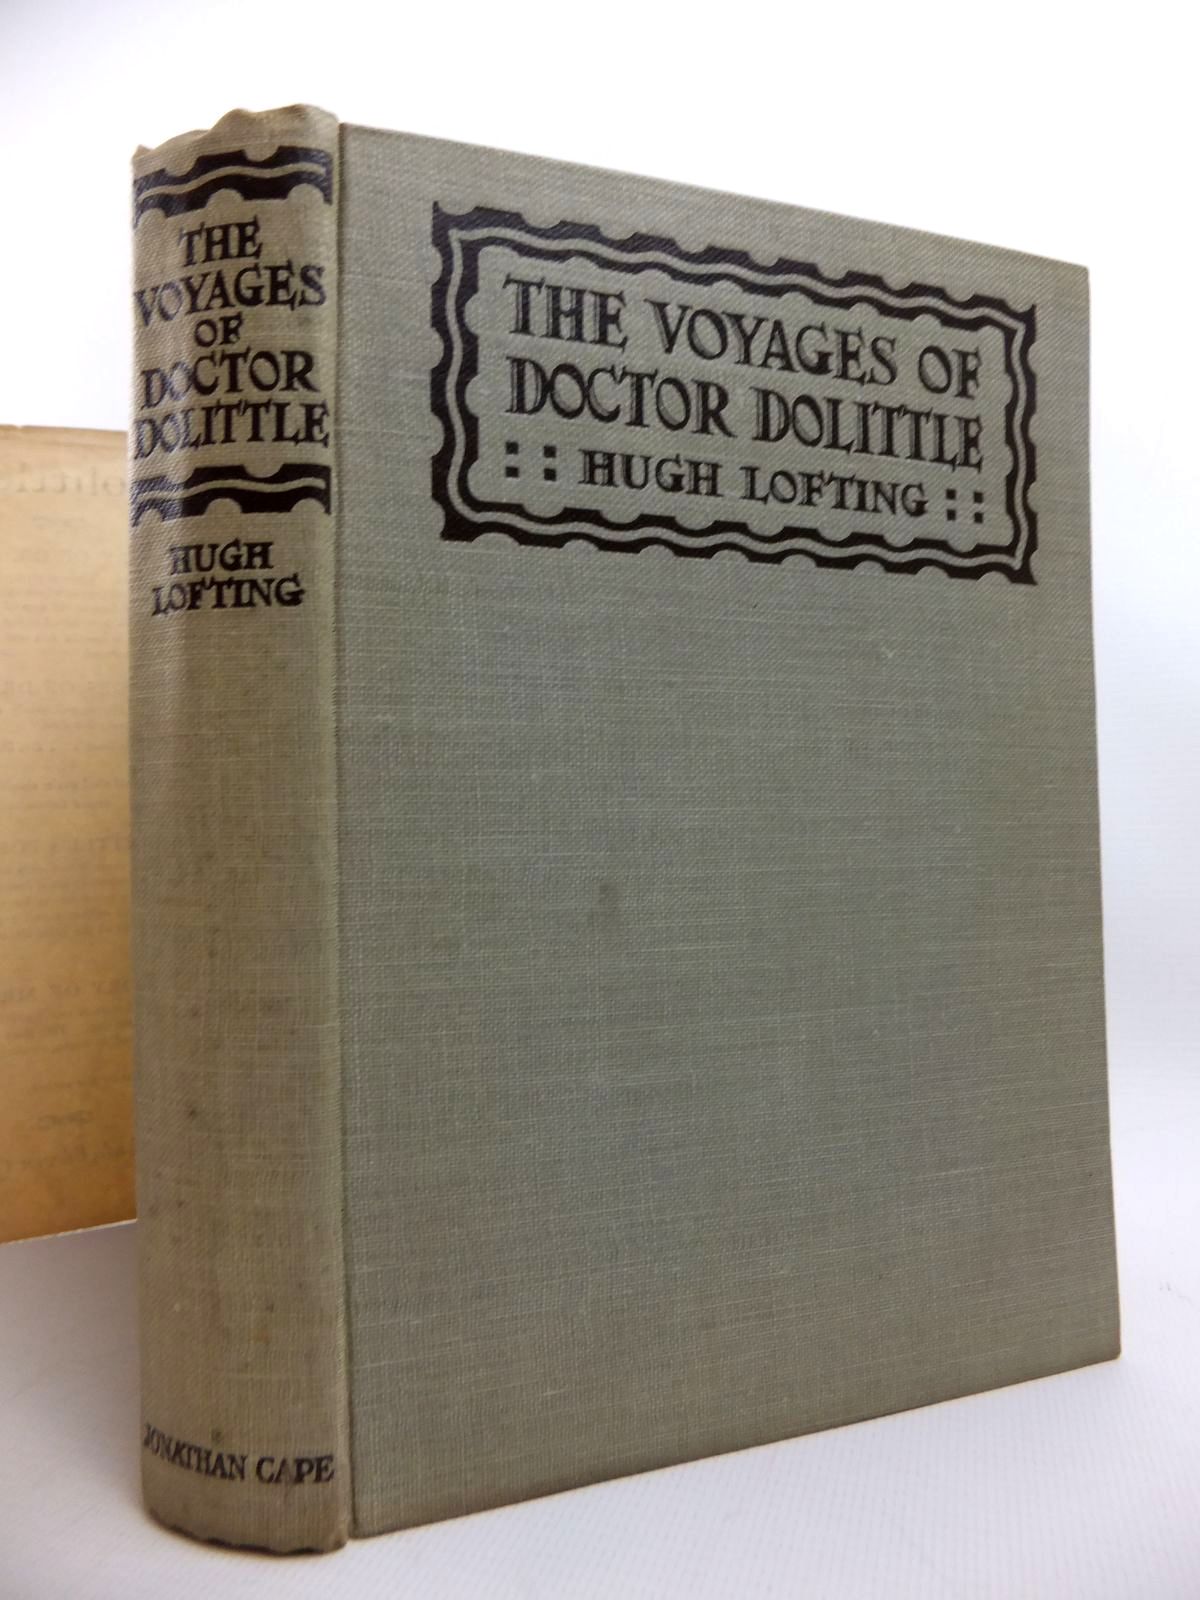 THE
VOYAGES
OF
DOCTOR
DOLITTLE
HUGH
LOFTING
JONATHAN CAPE
THE VOYAGES OF
DOCTOR DOLITTLE
:: HUGH LOFTING ::